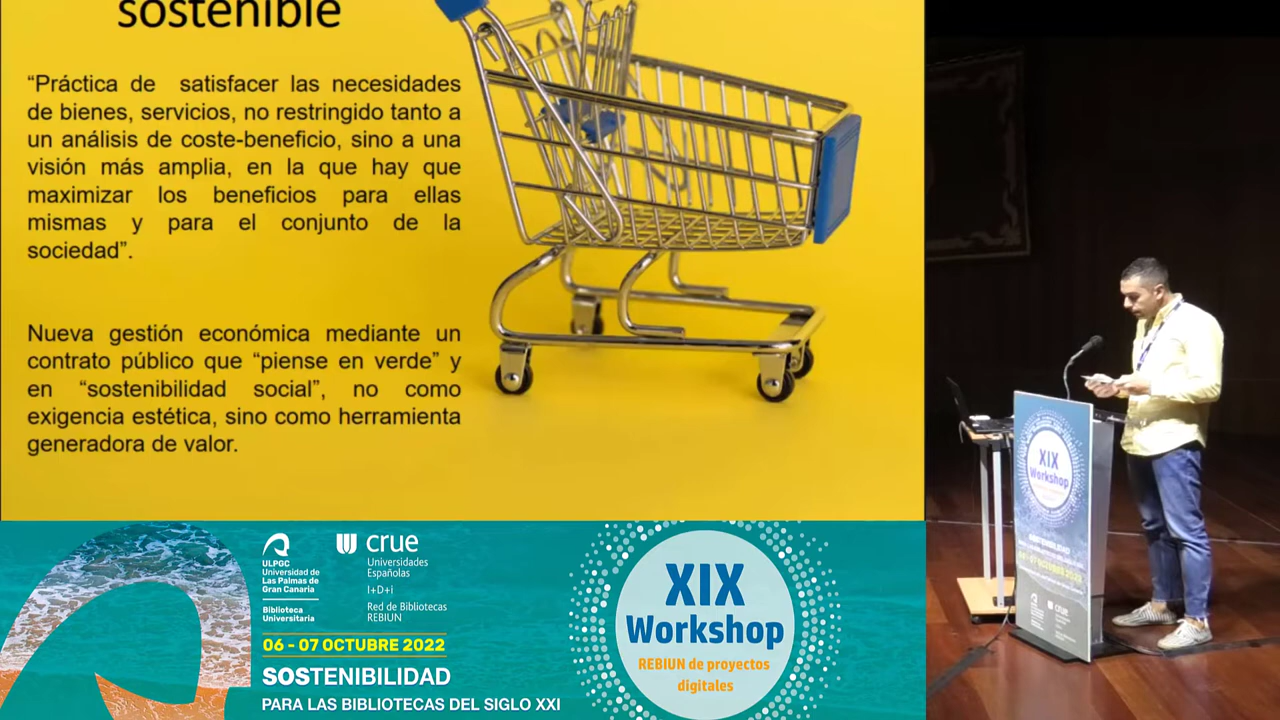 sostenible
“Práctica de satisfacer las necesidades
de bienes, servicios, no restringido tanto a
un análisis de coste-beneficio, sino a una
visión más amplia, en la que hay que
maximizar los beneficios para ellas
mismas y para el conjunto de la
sociedad”.
Nueva gestión económica mediante un
contrato público que “piense en verde” y
en “sostenibilidad social”, no como
exigencia estética, sino como herramienta
generadora de valor.
ULPGC
Universidad de
Las Palmas de
Gran Canaria
Biblioteca
Universitaria
crue
Universidades
Españolas
I+D+i
Red de Bibliotecas
REBIUN
06 - 07 OCTUBRE 2022
SOSTENIBILIDAD
PARA LAS BIBLIOTECAS DEL SIGLO XXI
XIX
Workshop
REBIUN de proyectos
digitales
XIX
Workshop
SOSTENIBILIDAD
crue